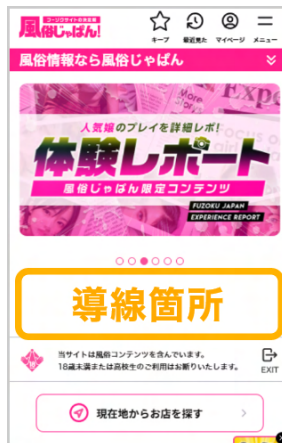 コージゴサイトの決定版
風俗じゃぱん!
キープ 最近見た マイページ メニュー
風俗情報なら風俗じゃぱん
More
Stories
EXPE
人気嬢のプレイを詳細レポ!
体験レポート
風俗じゃぱん限定コンテンツ
FUZOKU JAPAN
EXPERIENCE REPORT
導線箇所
当サイトは風俗コンテンツを含んでいます。
18歳未満または高校生のご利用はお断りいたします。
EXIT
現在地からお店を探す